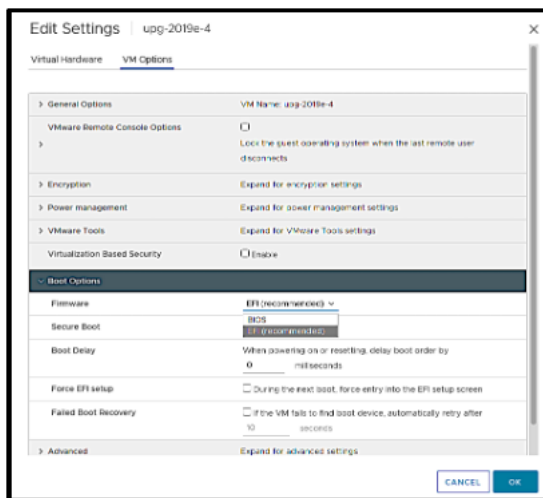 Edit Settings | upg-2019e-4
Virtual Hardware VM Options
General Options VM Name: upg-2019e-4
VMware Remote Console Options
Lock the guest operating system when the last remote user
disconnects
Encryption Expand for encryption settings
Power management Expand for power management settings
VMware Tools Expand for VMware Tools settings
Virtualization Based Security Enable
Boot Options
Firmware EFI (recommended)
BIOS
EFI (recommended)
Secure Boot
Boot Delay When powering on or resetting, delay boot order by
0 milliseconds
Force EFI setup During the next boot, force entry into the EFI setup screen
Failed Boot Recovery If the VM fails to find boot device, automatically retry after
10 seconds
Advanced Expand for advanced settings
CANCEL OK